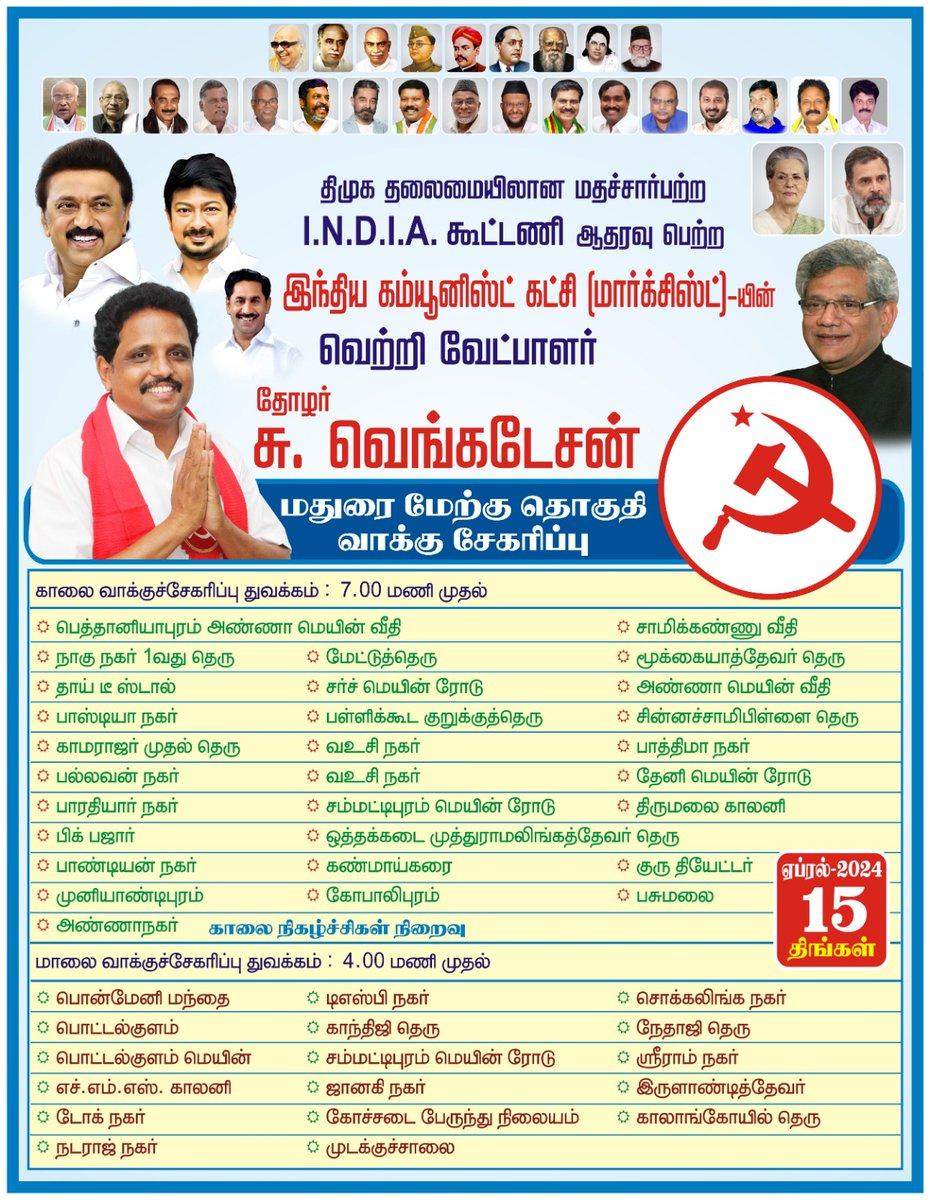 திமுக தலைமையிலான மதச்சார்பற்ற
I.N.D.I.A. கூட்டணி ஆதரவு பெற்ற
இந்திய கம்யூனிஸ்ட் கட்சி (மார்க்சிஸ்ட்)-யின்
வெற்றி வேட்பாளர்
தோழர்
சு. வெங்கடேசன்
மதுரை மேற்கு தொகுதி
வாக்கு சேகரிப்பு
காலை வாக்குச்சேகரிப்பு துவக்கம் : 7.00 மணி முதல்
பெத்தானியாபுரம் அண்ணா மெயின் வீதி சாமிக்கண்ணு வீதி
நாகு நகர் 1வது தெரு மேட்டுத்தெரு மூக்கையாத்தேவர் தெரு
தாய் டீ ஸ்டால் சர்ச் மெயின் ரோடு அண்ணா மெயின் வீதி
பாஸ்டியா நகர் பள்ளிக்கூட குறுக்குத்தெரு சின்னச்சாமிபிள்ளை தெரு
காமராஜர் முதல் தெரு வஉசி நகர் பாத்திமா நகர்
பல்லவன் நகர் வஉசி நகர் தேனி மெயின் ரோடு
பாரதியார் நகர் சம்மட்டிபுரம் மெயின் ரோடு திருமலை காலனி
பிக் பஜார் ஒத்தக்கடை முத்துராமலிங்கத்தேவர் தெரு
பாண்டியன் நகர் கண்மாய்கரை குரு தியேட்டர்
முனியாண்டிபுரம் கோபாலிபுரம் பசுமலை
அண்ணாநகர் காலை நிகழ்ச்சிகள் நிறைவு
ஏப்ரல்-2024
15
திங்கள்
மாலை வாக்குச்சேகரிப்பு துவக்கம் : 4.00 மணி முதல்
பொன்மேனி மந்தை டிஎஸ்பி நகர் சொக்கலிங்க நகர்
பொட்டல்குளம் காந்திஜி தெரு நேதாஜி தெரு
பொட்டல்குளம் மெயின் சம்மட்டிபுரம் மெயின் ரோடு ஸ்ரீராம் நகர்
எச்.எம்.எஸ். காலனி ஜானகி நகர் இருளாண்டித்தேவர்
டோக் நகர் கோச்சடை பேருந்து நிலையம் காலாங்கோயில் தெரு
நடராஜ் நகர் முடக்குச்சாலை